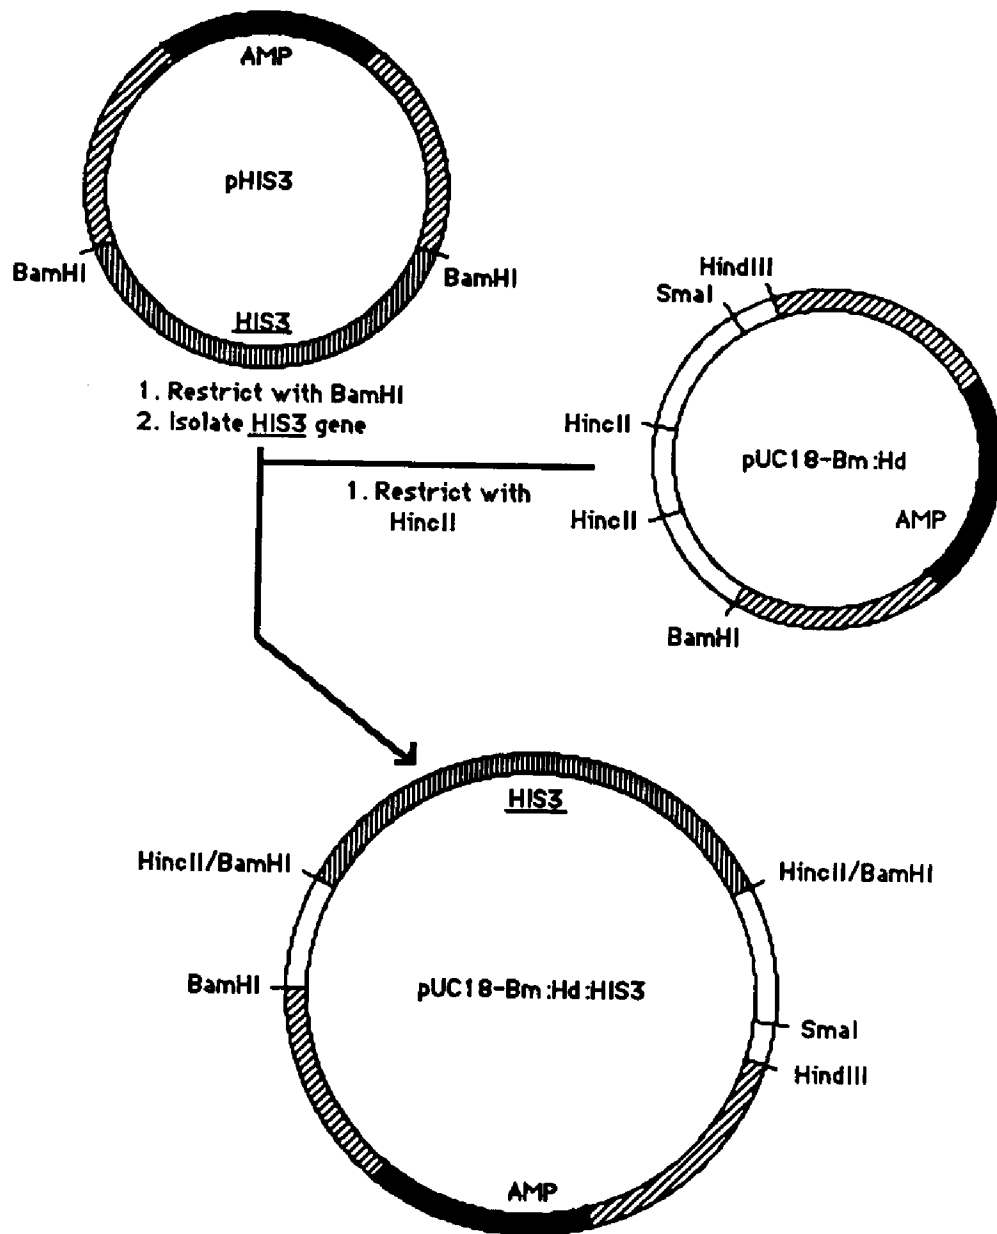 AMP
pHIS3
BamHI
BamHI
HIS3
1. Restrict with BamHI
2. Isolate HIS3 gene
HindIII
SmaI
HincII
pUC18-Bm:Hd
1. Restrict with
HincII
HincII
AMP
BamHI
HIS3
HincII/BamHI
HincII/BamHI
BamHI
pUC18-Bm:Hd:HIS3
SmaI
HindIII
AMP